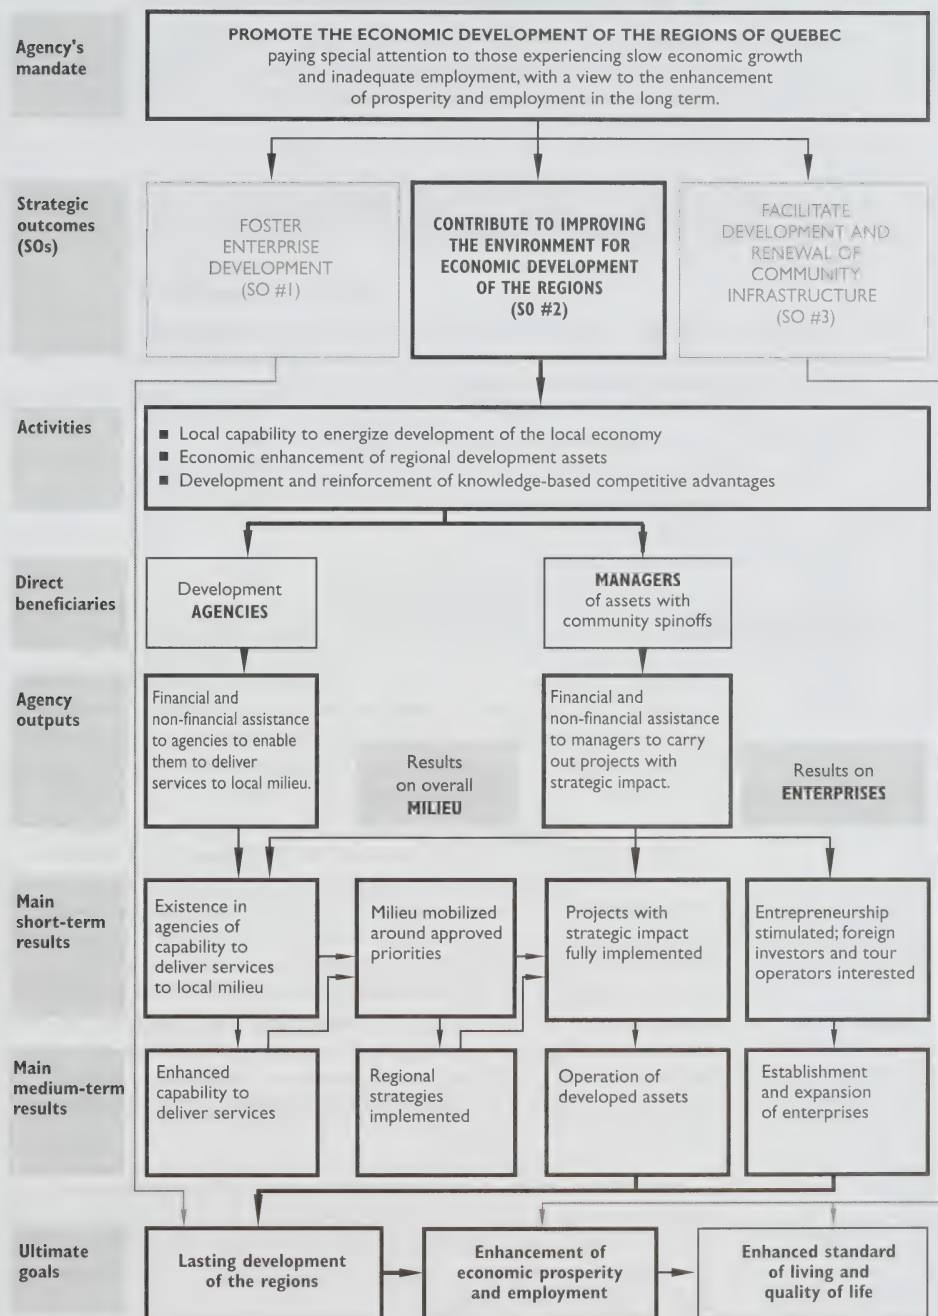 Agency's
mandate
PROMOTE THE ECONOMIC DEVELOPMENT OF THE REGIONS OF QUEBEC
paying special attention to those experiencing slow economic growth
and inadequate employment, with a view to the enhancement
of prosperity and employment in the long term.
Strategic
outcomes
(SOs)
FOSTER
ENTERPRISE
DEVELOPMENT
(SO #1)
CONTRIBUTE TO IMPROVING
THE ENVIRONMENT FOR
ECONOMIC DEVELOPMENT
OF THE REGIONS
(SO #2)
FACILITATE
DEVELOPMENT AND
RENEWAL OF
COMMUNITY
INFRASTRUCTURE
(SO #3)
Activities
■ Local capability to energize development of the local economy
■ Economic enhancement of regional development assets
■ Development and reinforcement of knowledge-based competitive advantages
Direct
beneficiaries
Development
AGENCIES
MANAGERS
of assets with
community spinoffs
Agency
outputs
Financial and
non-financial assistance
to agencies to enable
them to deliver
services to local milieu.
Results
on overall
MILIEU
Financial and
non-financial assistance
to managers to carry
out projects with
strategic impact.
Results on
ENTERPRISES
Main
short-term
results
Existence in
agencies of
capability to
deliver services
to local milieu
Milieu mobilized
around approved
priorities
Projects with
strategic impact
fully implemented
Entrepreneurship
stimulated; foreign
investors and tour
operators interested
Main
medium-term
results
Enhanced
capability to
deliver services
Regional
strategies
implemented
Operation of
developed assets
Establishment
and expansion
of enterprises
Ultimate
goals
Lasting development
of the regions
Enhancement of
economic prosperity
and employment
Enhanced standard
of living and
quality of life